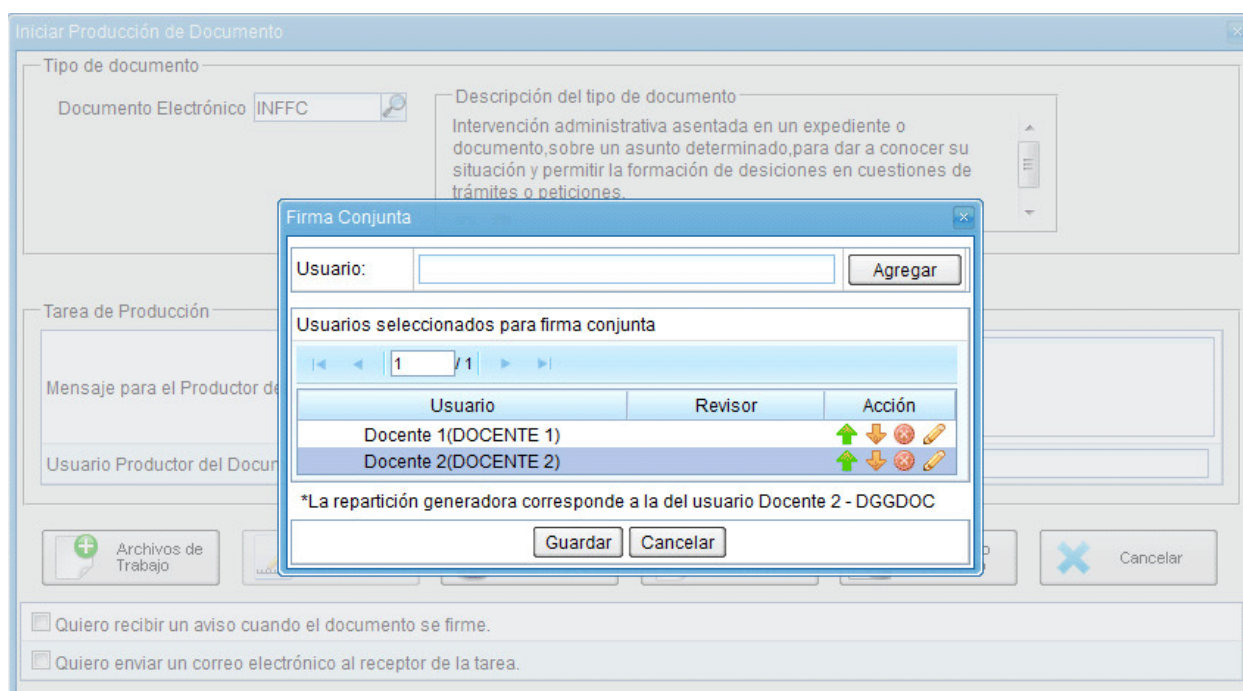 Iniciar Producción de Documento
Tipo de documento
Documento Electrónico INFFC
Descripción del tipo de documento
Intervención administrativa asentada en un expediente o
documento,sobre un asunto determinado,para dar a conocer su
situación y permitir la formación de desiciones en cuestiones de
trámites o peticiones.
Firma Conjunta
Usuario:
Agregar
Tarea de Producción
Usuarios seleccionados para firma conjunta
1 / 1
Mensaje para el Productor de
Usuario Revisor Acción
Docente 1(DOCENTE 1)
Usuario Productor del Docun
Docente 2(DOCENTE 2)
*La repartición generadora corresponde a la del usuario Docente 2 - DGGDOC
Guardar Cancelar
Archivos de
Trabajo
Cancelar
Quiero recibir un aviso cuando el documento se firme.
Quiero enviar un correo electrónico al receptor de la tarea.